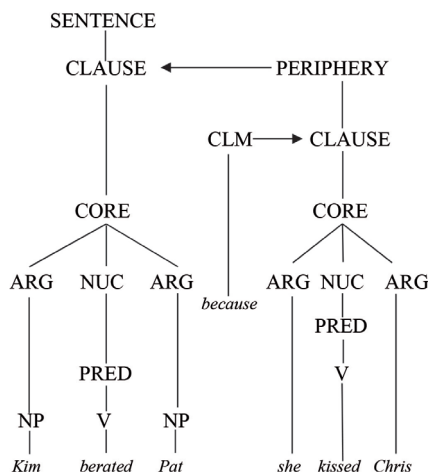 SENTENCE
CLAUSE PERIPHERY
CLM CLAUSE
CORE CORE
ARG NUC ARG ARG NUC ARG
because
PRED
PRED V
NP V NP
Kim berated Pat she kissed Chris